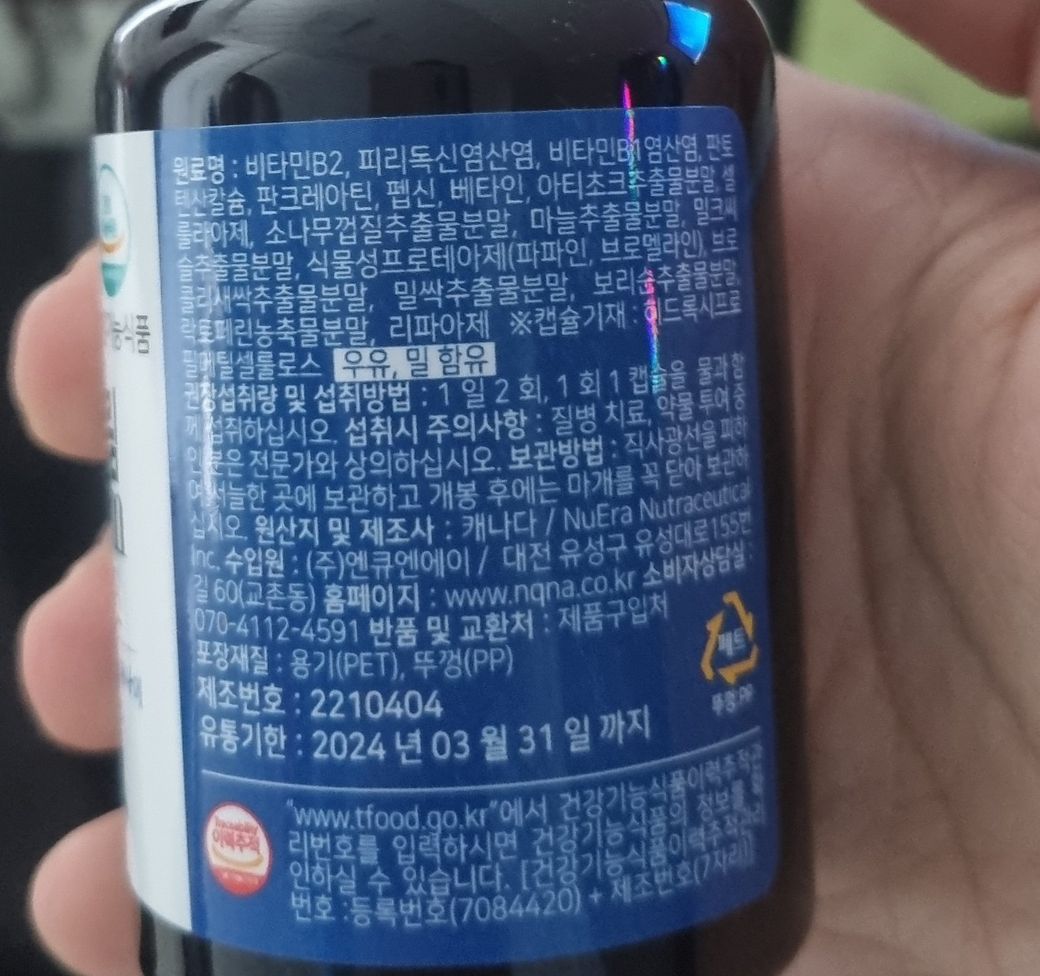 원료명 : 비타민B2, 피리독신염산염, 비타민B1염산염, 판토
텐산칼슘, 판크레아틴, 펩신, 베타인, 아티초크추출물분말, 셀
룰라아제, 소나무껍질추출물분말, 마늘추출물분말, 밀크씨
슬추출물분말, 식물성프로테아제(파파인, 브로멜라인), 브로
콜리새싹추출물분말, 밀싹추출물분말, 보리순추출물분말,
락토페린농축물분말, 리파아제 ※캡슐기재 : 히드록시프로
필메틸셀룰로스 우유, 밀 함유
권장섭취량 및 섭취방법 : 1 일 2 회, 1 회 1 캡슐을 물과 함
께 섭취하십시오. 섭취시 주의사항 : 질병 치료, 약물 투여 중
인 분은 전문가와 상의하십시오. 보관방법 : 직사광선을 피하
여 서늘한 곳에 보관하고 개봉 후에는 마개를 꼭 닫아 보관하
십시오. 원산지 및 제조사 : 캐나다 / NuEra Nutraceutical
Inc. 수입원 : (주)엔큐엔에이 / 대전 유성구 유성대로155번
길 60(교촌동) 홈페이지 : www.nqna.co.kr 소비자상담실 :
070-4112-4591 반품 및 교환처 : 제품구입처
포장재질 : 용기(PET), 뚜껑(PP)
제조번호 : 2210404
유통기한 : 2024 년 03 월 31 일 까지
페트
뚜껑:PP
Traceability
이력추적
"www.tfood.go.kr"에서 건강기능식품이력추적관
리번호를 입력하시면 건강기능식품의 정보를 확
인하실 수 있습니다. [건강기능식품이력추적관리
번호 :등록번호(7084420) + 제조번호(7자리)]
능식품